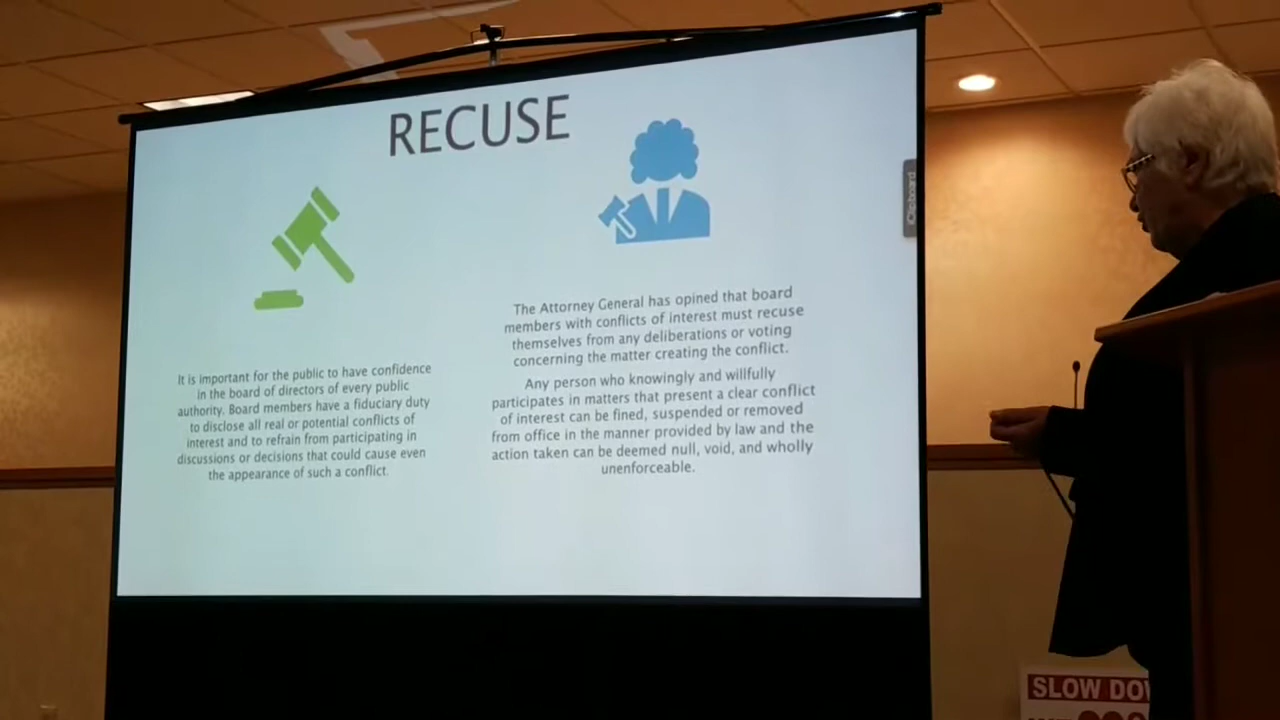 RECUSE
It is important for the public to have confidence
in the board of directors of every public
authority. Board members have a fiduciary duty
to disclose all real or potential conflicts of
interest and to refrain from participating in
discussions or decisions that could cause even
the appearance of such a conflict.
The Attorney General has opined that board
members with conflicts of interest must recuse
themselves from any deliberations or voting
concerning the matter creating the conflict.
Any person who knowingly and willfully
participates in matters that present a clear conflict
of interest can be fined, suspended or removed
from office in the manner provided by law and the
action taken can be deemed null, void, and wholly
unenforceable.
Clipboard
SLOW DO